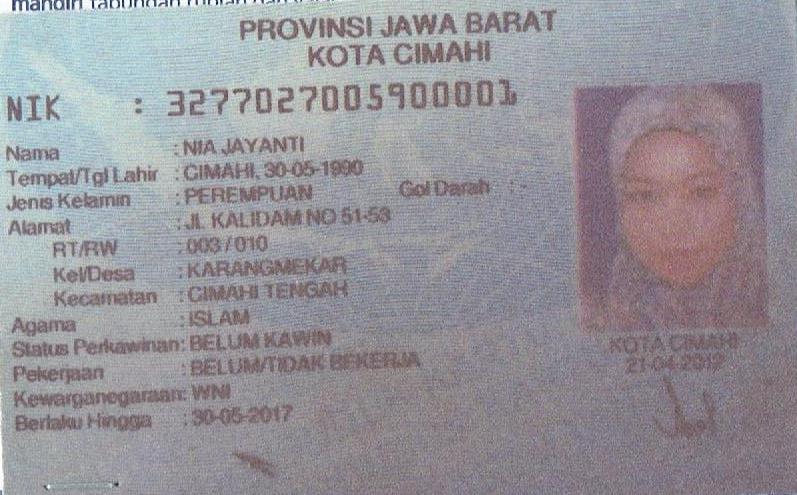 mandiri tabungan rupiah
PROVINSI JAWA BARAT
KOTA CIMAHI
NIK : 3277027005900001
Nama : NIA JAYANTI
Tempat/Tgl Lahir : CIMAHI, 30-05-1990
Jenis Kelamin : PEREMPUAN Gol Darah : -
Alamat : JL. KALIDAM NO 51-53
RT/RW : 003 / 010
Kel/Desa : KARANGMEKAR
Kecamatan : CIMAHI TENGAH
Agama : ISLAM
Status Perkawinan: BELUM KAWIN
Pekerjaan : BELUM/TIDAK BEKERJA
Kewarganegaraan: WNI
Berlaku Hingga : 30-05-2017
KOTA CIMAHI
21-04-2012